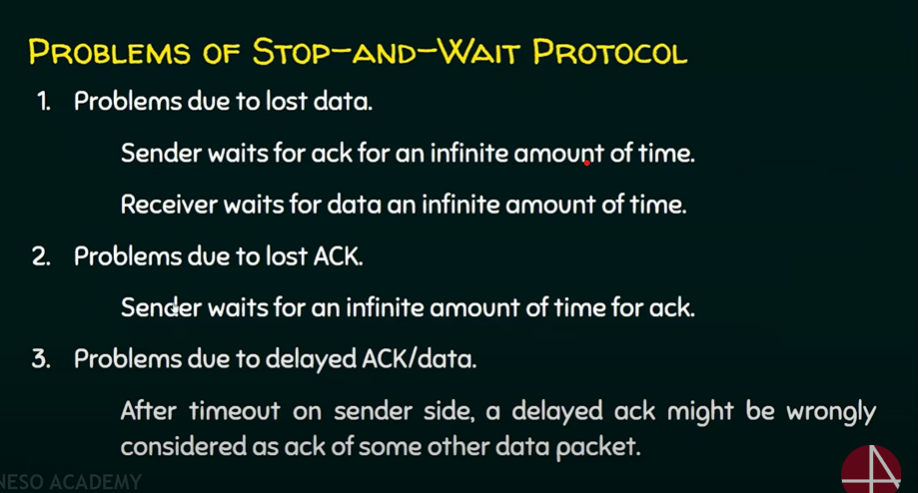 PROBLEMS OF STOP-AND-WAIT PROTOCOL
1. Problems due to lost data.
Sender waits for ack for an infinite amount of time.
Receiver waits for data an infinite amount of time.
2. Problems due to lost ACK.
Sender waits for an infinite amount of time for ack.
3. Problems due to delayed ACK/data.
After timeout on sender side, a delayed ack might be wrongly
considered as ack of some other data packet.
NESO ACADEMY